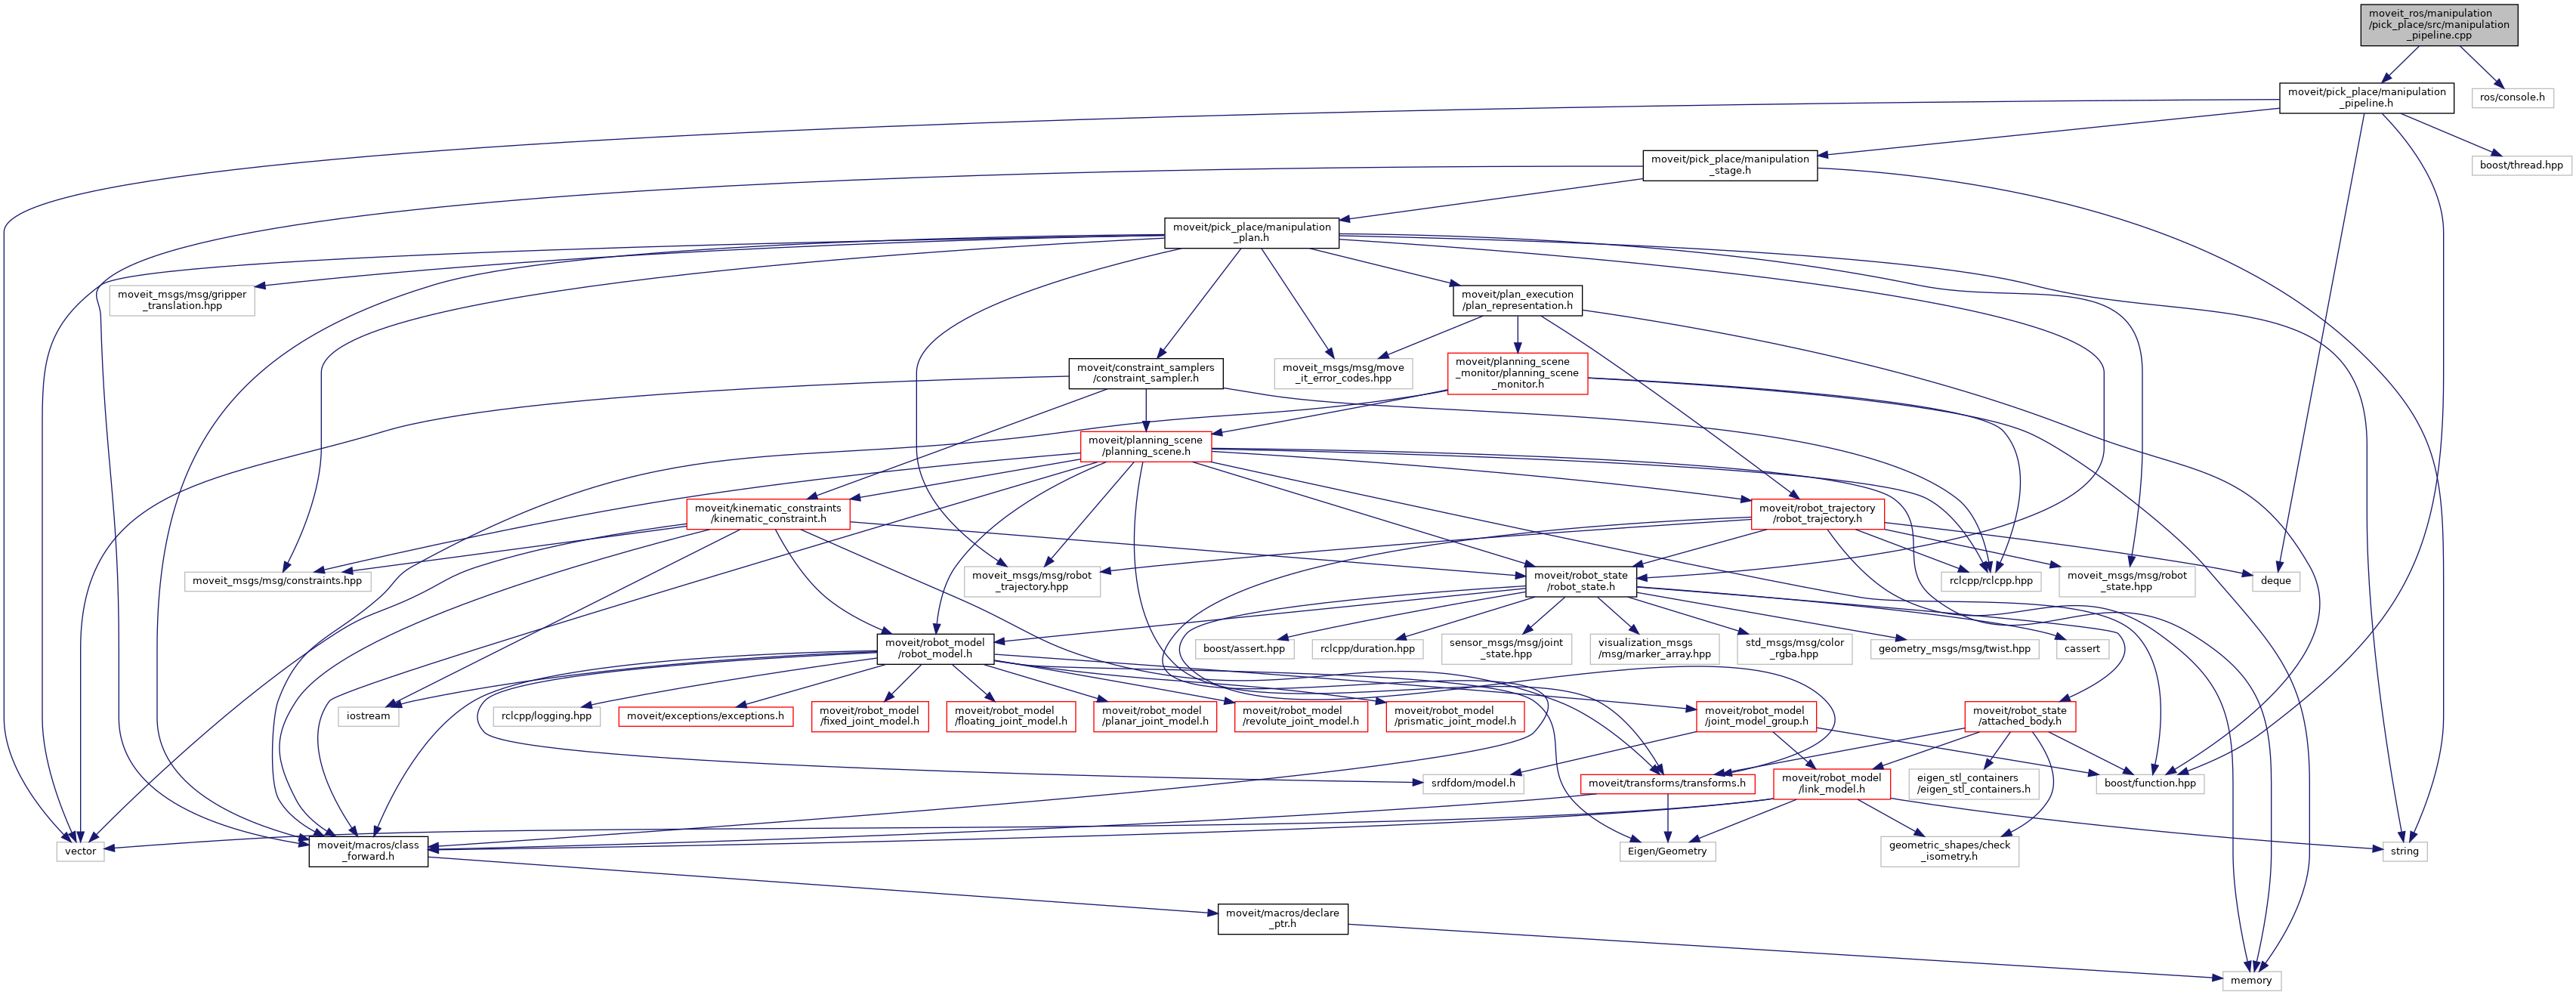 moveit_ros/manipulation
/pick_place/src/manipulation
_pipeline.cpp
moveit/pick_place/manipulation
_pipeline.h
ros/console.h
moveit/pick_place/manipulation
_stage.h
boost/thread.hpp
moveit/pick_place/manipulation
_plan.h
moveit_msgs/msg/gripper
_translation.hpp
moveit/plan_execution
/plan_representation.h
moveit/constraint_samplers
/constraint_sampler.h
moveit_msgs/msg/move
_it_error_codes.hpp
moveit/planning_scene
_monitor/planning_scene
_monitor.h
moveit/planning_scene
/planning_scene.h
moveit/kinematic_constraints
/kinematic_constraint.h
moveit/robot_trajectory
/robot_trajectory.h
moveit_msgs/msg/constraints.hpp
moveit_msgs/msg/robot
_trajectory.hpp
moveit/robot_state
/robot_state.h
rclcpp/rclcpp.hpp
moveit_msgs/msg/robot
_state.hpp
deque
moveit/robot_model
/robot_model.h
boost/assert.hpp
rclcpp/duration.hpp
sensor_msgs/msg/joint
_state.hpp
visualization_msgs
/msg/marker_array.hpp
std_msgs/msg/color
_rgba.hpp
geometry_msgs/msg/twist.hpp
cassert
iostream
rclcpp/logging.hpp
moveit/exceptions/exceptions.h
moveit/robot_model
/fixed_joint_model.h
moveit/robot_model
/floating_joint_model.h
moveit/robot_model
/planar_joint_model.h
moveit/robot_model
/revolute_joint_model.h
moveit/robot_model
/prismatic_joint_model.h
moveit/robot_model
/joint_model_group.h
moveit/robot_state
/attached_body.h
srdfdom/model.h
moveit/transforms/transforms.h
moveit/robot_model
/link_model.h
eigen_stl_containers
/eigen_stl_containers.h
boost/function.hpp
vector
moveit/macros/class
_forward.h
Eigen/Geometry
geometric_shapes/check
_isometry.h
string
moveit/macros/declare
_ptr.h
memory